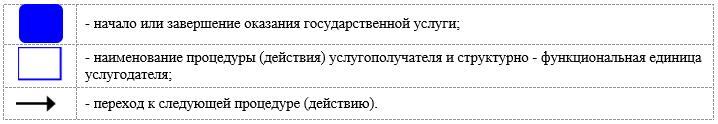 - начало или завершение оказания государственной услуги;
- наименование процедуры (действия) услугополучателя и структурно - функциональная единица
услугодателя;
- переход к следующей процедуре (действию).